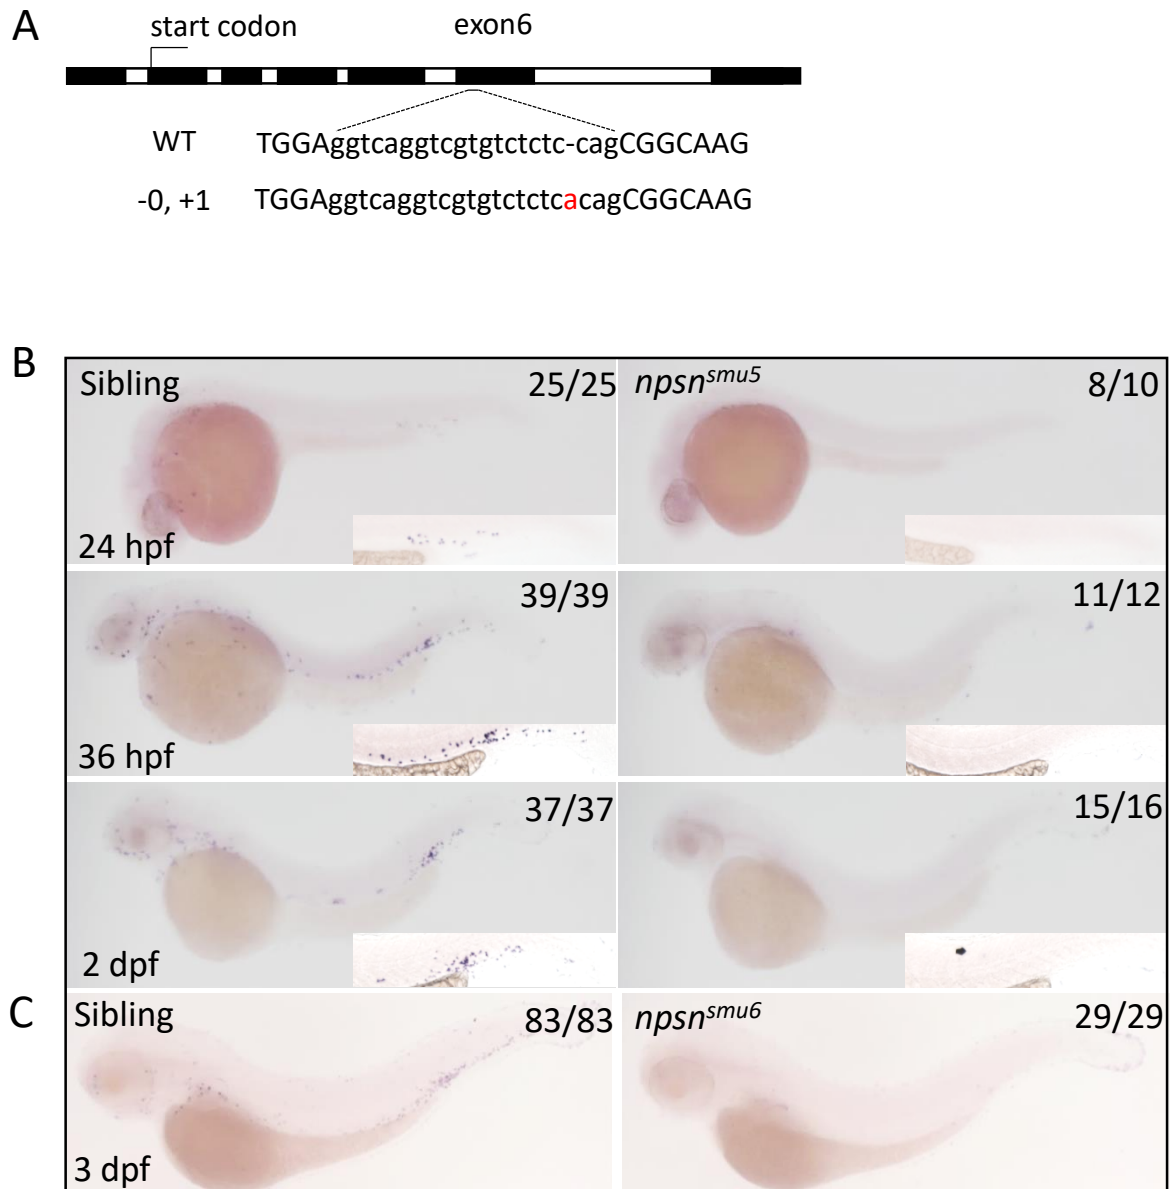 A
start codon
exon6
WT
TGGAggtcaggtcgtgtctctc-cagCGGCAAG
-0, +1
TGGAggtcaggtcgtgtctctcacagCGGCAAG
B
Sibling
25/25
npsnsmu5
8/10
24 hpf
39/39
11/12
36 hpf
37/37
15/16
2 dpf
C
Sibling
83/83
npsnsmu6
29/29
3 dpf